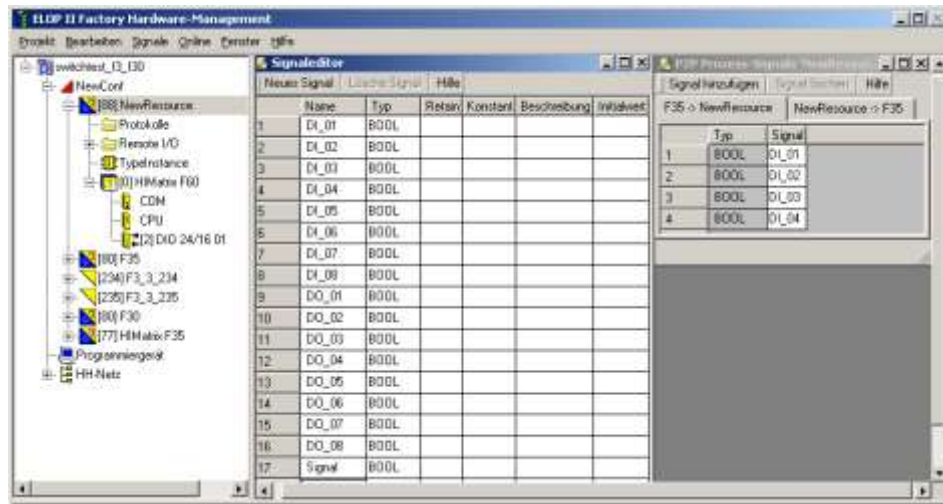 ELOP II Factory Hardware-Management
Projekt Bearbeiten Signale Online Fenster Hilfe
switchtest_f3_f30
NewConf
[88] NewResource
Protokolle
Remote I/O
TypeInstance
[0] HIMatrix F60
COM
CPU
[2] DIO 24/16 01
[80] F35
[234] F3_3_234
[235] F3_3_235
[80] F30
[77] HIMatrix F35
Programmiergerät
HH-Netz
Signaleditor
Neues Signal Lösche Signal Hilfe
Name Typ Retain Konstant Beschreibung Initialwert
1 DI_01 BOOL
2 DI_02 BOOL
3 DI_03 BOOL
4 DI_04 BOOL
5 DI_05 BOOL
6 DI_06 BOOL
7 DI_07 BOOL
8 DI_08 BOOL
9 DO_01 BOOL
10 DO_02 BOOL
11 DO_03 BOOL
12 DO_04 BOOL
13 DO_05 BOOL
14 DO_06 BOOL
15 DO_07 BOOL
16 DO_08 BOOL
17 Signal BOOL
P2P Process-Signale
Signal hinzufügen Signal löschen Hilfe
F35 -> NewResource NewResource -> F35
Typ Signal
1 BOOL DI_01
2 BOOL DI_02
3 BOOL DI_03
4 BOOL DI_04